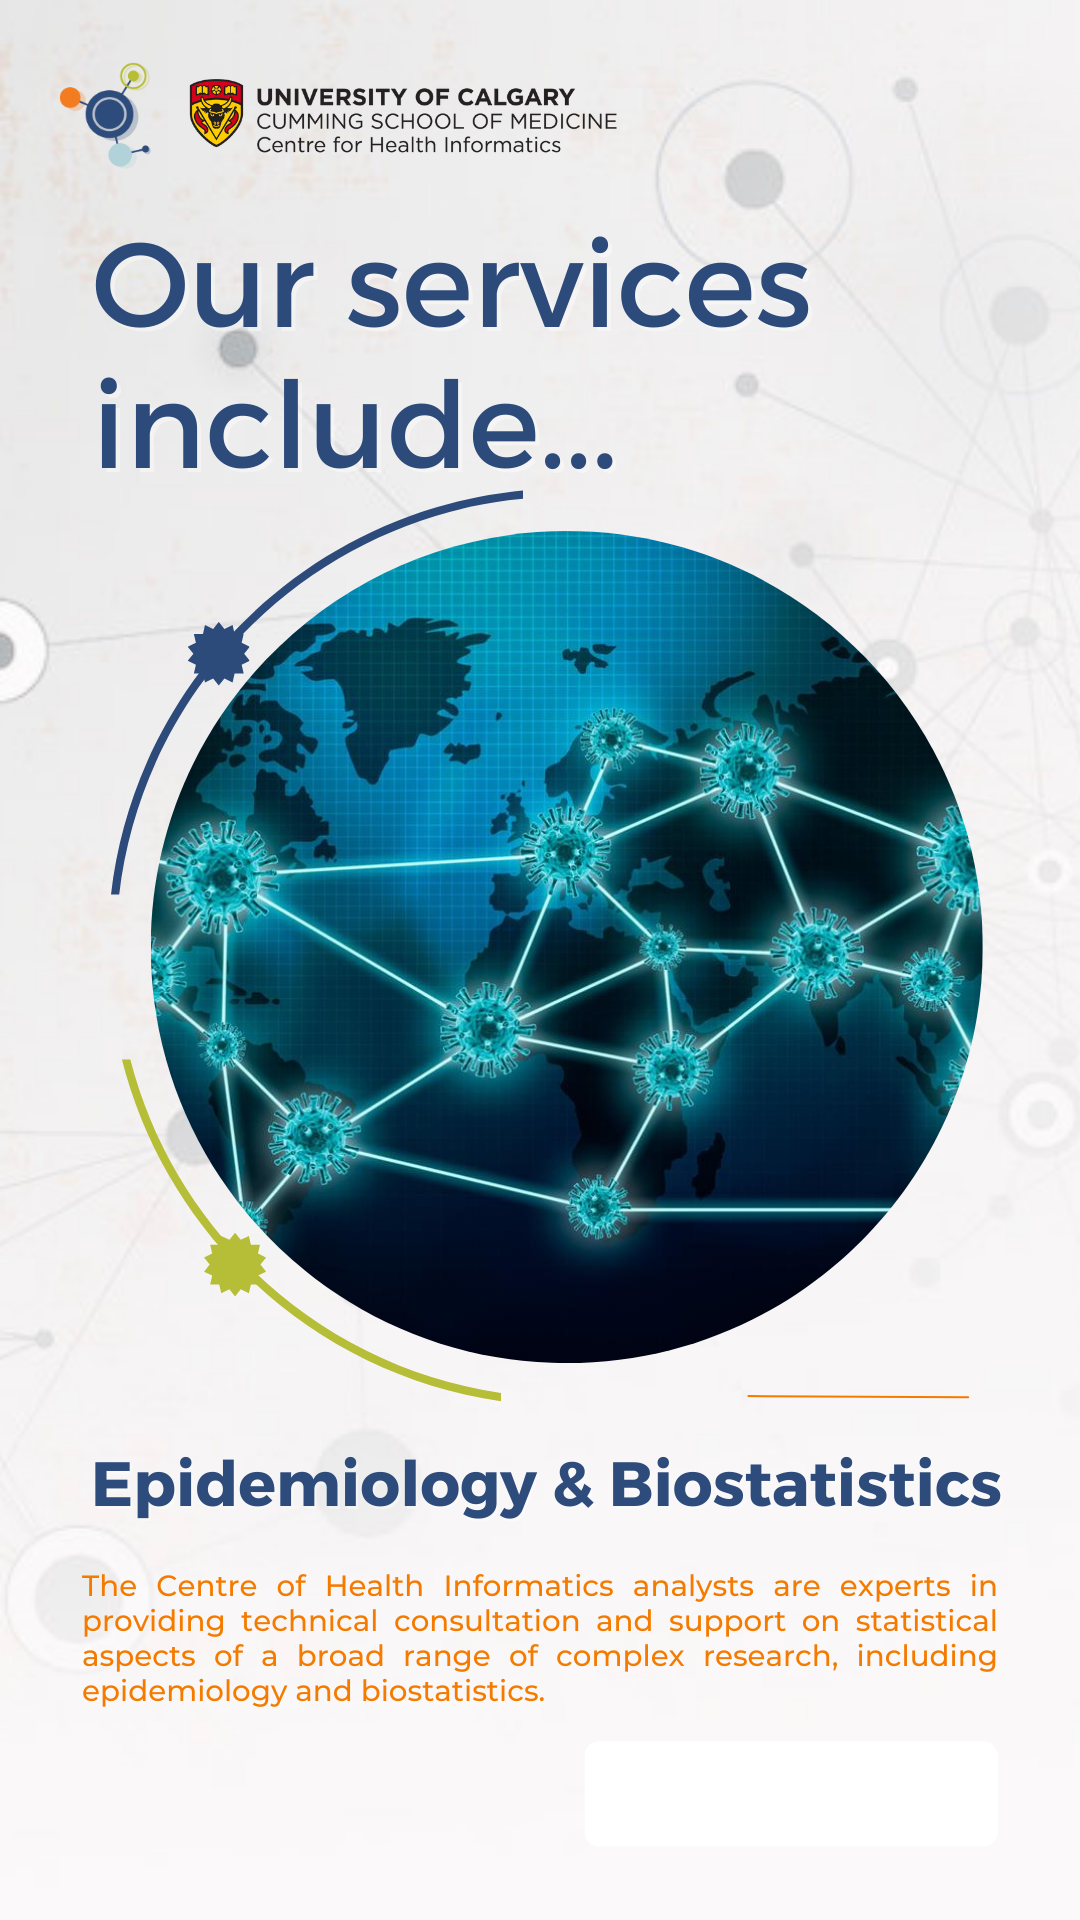 UNIVERSITY OF CALGARY
CUMMING SCHOOL OF MEDICINE
Centre for Health Informatics
Our services
include...
Epidemiology & Biostatistics
The Centre of Health Informatics analysts are experts in
providing technical consultation and support on statistical
aspects of a broad range of complex research, including
epidemiology and biostatistics.